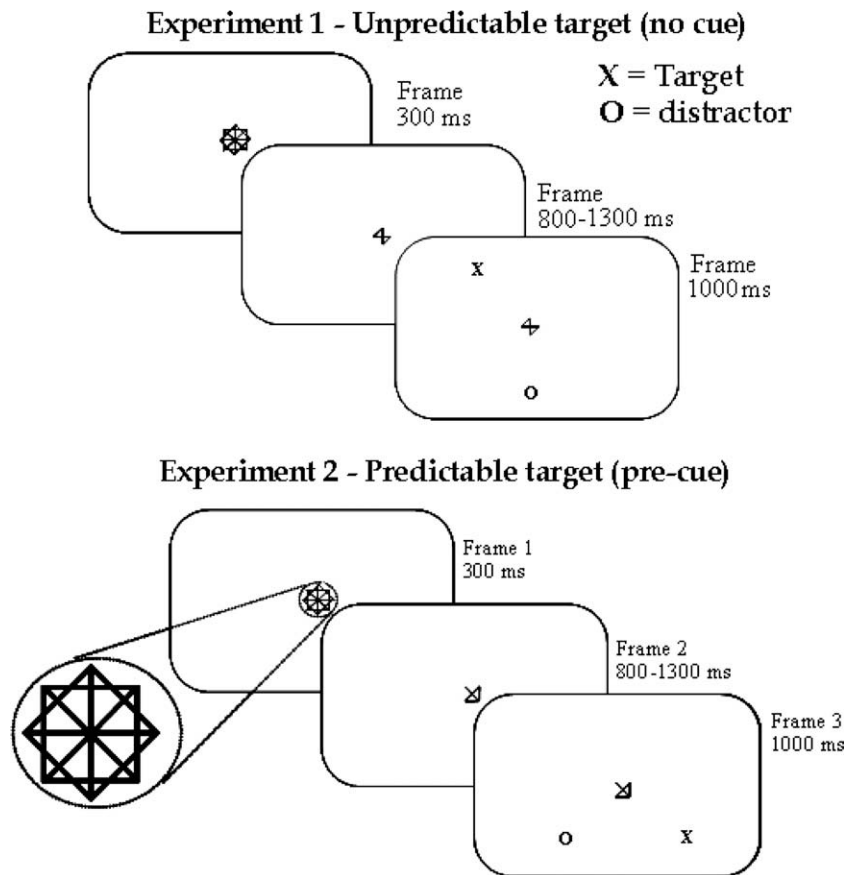 Experiment 1 - Unpredictable target (no cue)
X = Target
O = distractor
Frame
300 ms
Frame
800-1300 ms
Frame
1000 ms
X
O
Experiment 2 - Predictable target (pre-cue)
Frame 1
300 ms
Frame 2
800-1300 ms
Frame 3
1000 ms
O X